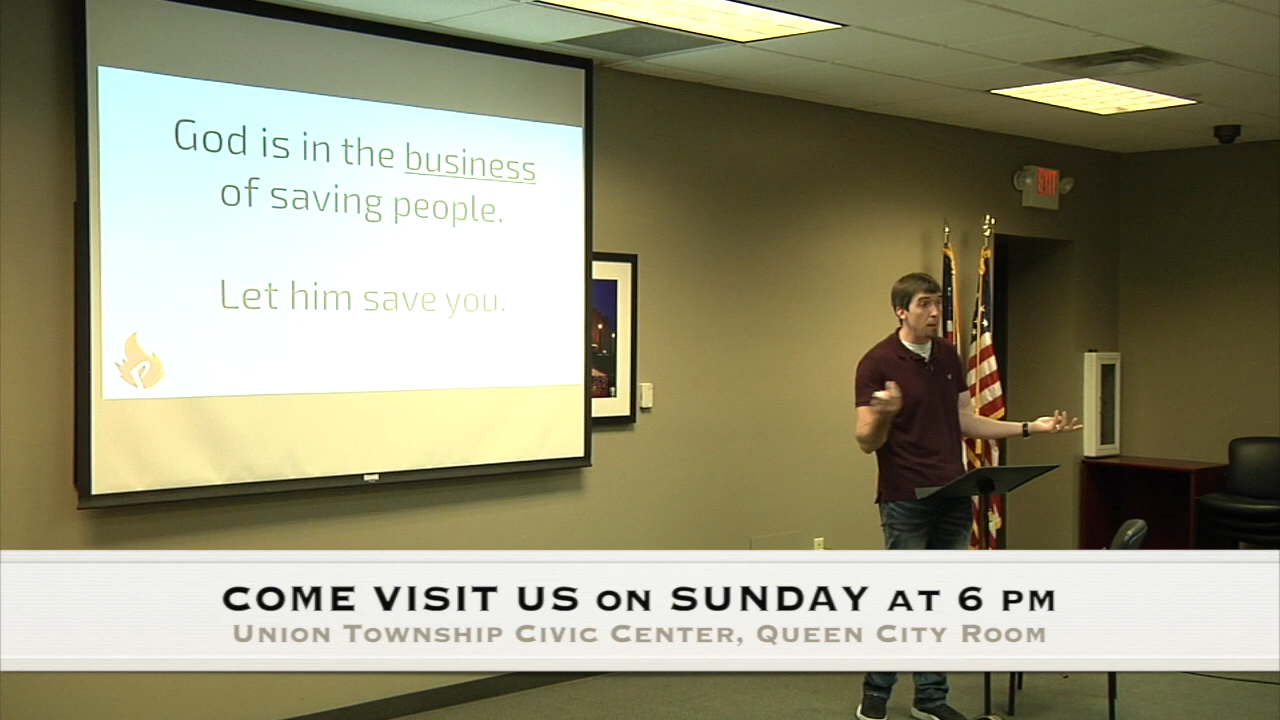 God is in the business
of saving people.
Let him save you.
EXIT
COME VISIT US ON SUNDAY AT 6 PM
UNION TOWNSHIP CIVIC CENTER, QUEEN CITY ROOM